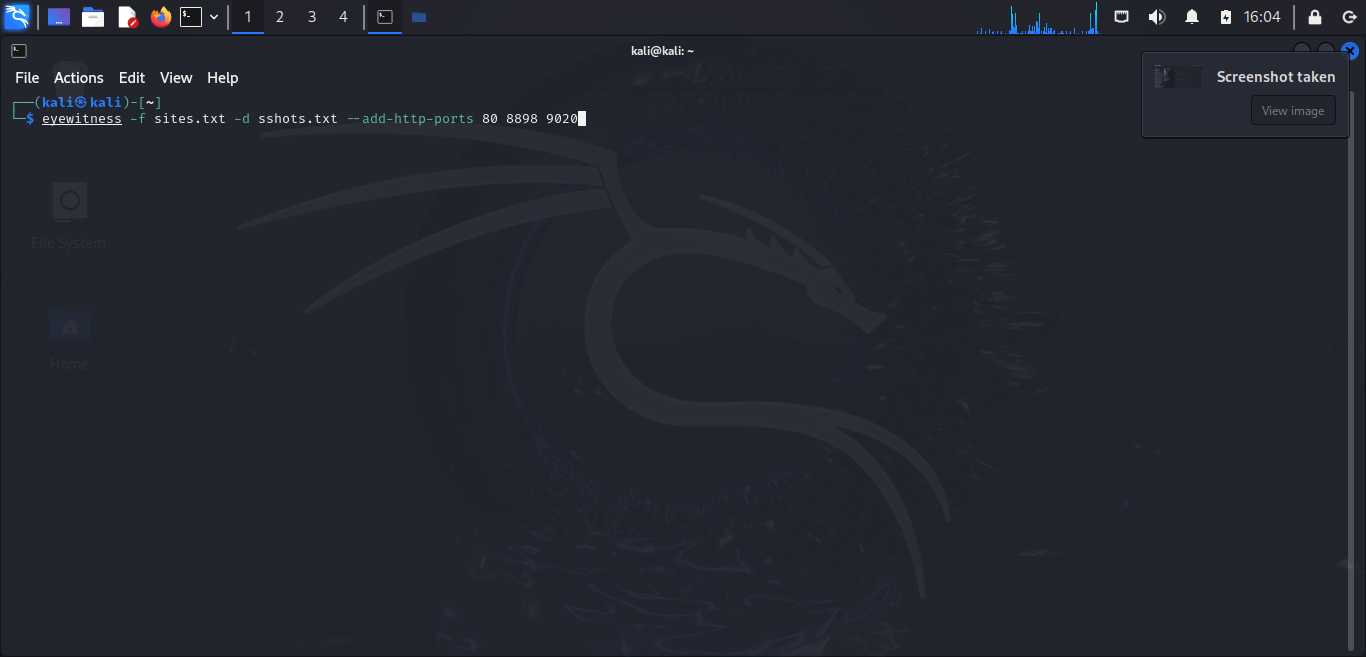 1 2 3 4 16:04
kali@kali: ~
File Actions Edit View Help
Screenshot taken
View image
┌──(kali㉿kali)-[~]
└─$ eyewitness -f sites.txt -d sshots.txt --add-http-ports 80 8898 9020
File System
Home